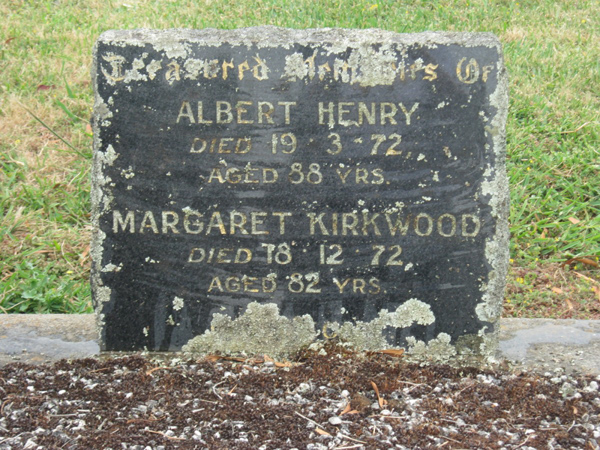 Treasured Memories Of
ALBERT HENRY
DIED 19 · 3 · 72,
AGED 88 YRS.
MARGARET KIRKWOOD
DIED 18 · 12 · 72,
AGED 82 YRS.